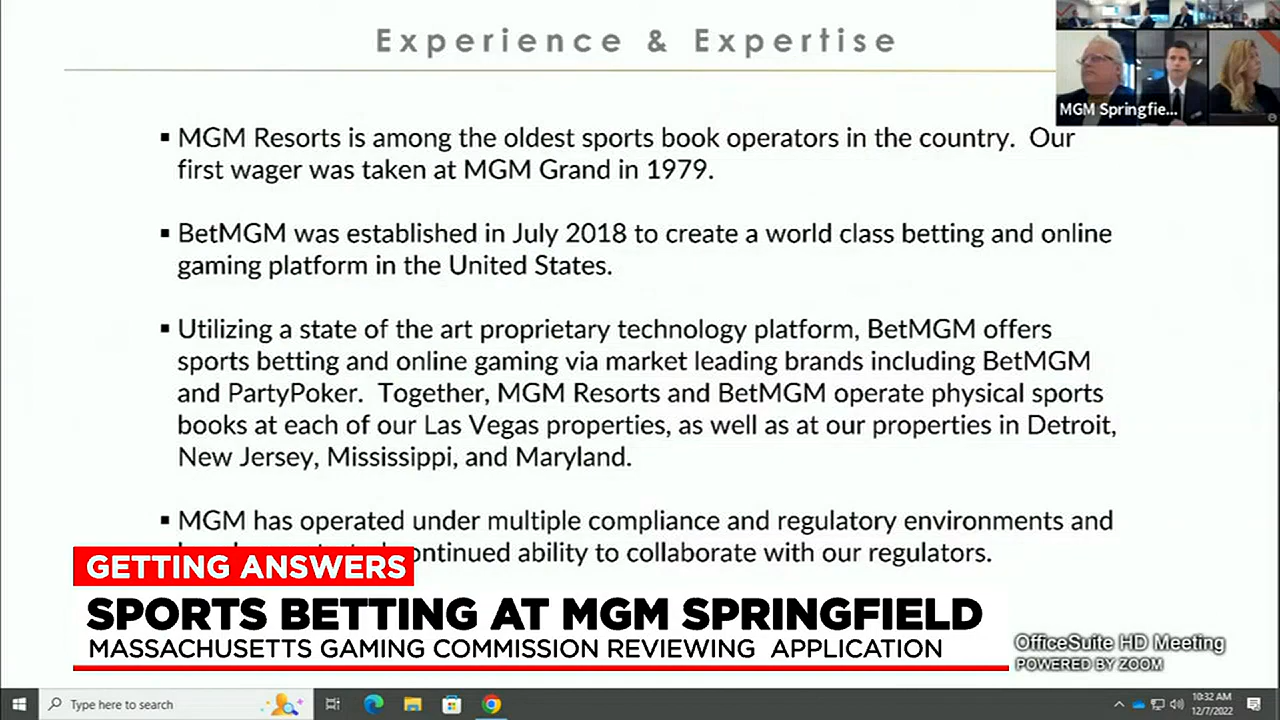 Experience & Expertise
MGM Springfie...
▪ MGM Resorts is among the oldest sports book operators in the country. Our
first wager was taken at MGM Grand in 1979.
▪ BetMGM was established in July 2018 to create a world class betting and online
gaming platform in the United States.
▪ Utilizing a state of the art proprietary technology platform, BetMGM offers
sports betting and online gaming via market leading brands including BetMGM
and PartyPoker. Together, MGM Resorts and BetMGM operate physical sports
books at each of our Las Vegas properties, as well as at our properties in Detroit,
New Jersey, Mississippi, and Maryland.
▪ MGM has operated under multiple compliance and regulatory environments and
continued ability to collaborate with our regulators.
GETTING ANSWERS
SPORTS BETTING AT MGM SPRINGFIELD
MASSACHUSETTS GAMING COMMISSION REVIEWING APPLICATION
OfficeSuite HD Meeting
POWERED BY ZOOM
Type here to search
10:32 AM
12/7/2022